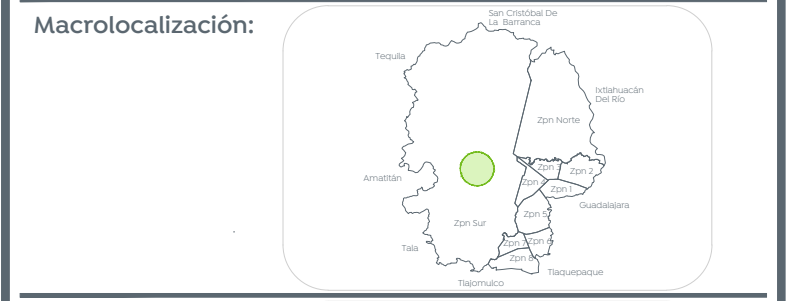 Macrolocalización:
San Cristóbal De
La Barranca
Tequila
Ixtlahuacán
Del Río
Zpn Norte
Zpn 3
Zpn 2
Zpn 4
Zpn 1
Amatitán
Guadalajara
Zpn 5
Zpn Sur
Zpn 7
Zpn 6
Tala
Zpn 8
Tlaquepaque
Tlajomulco